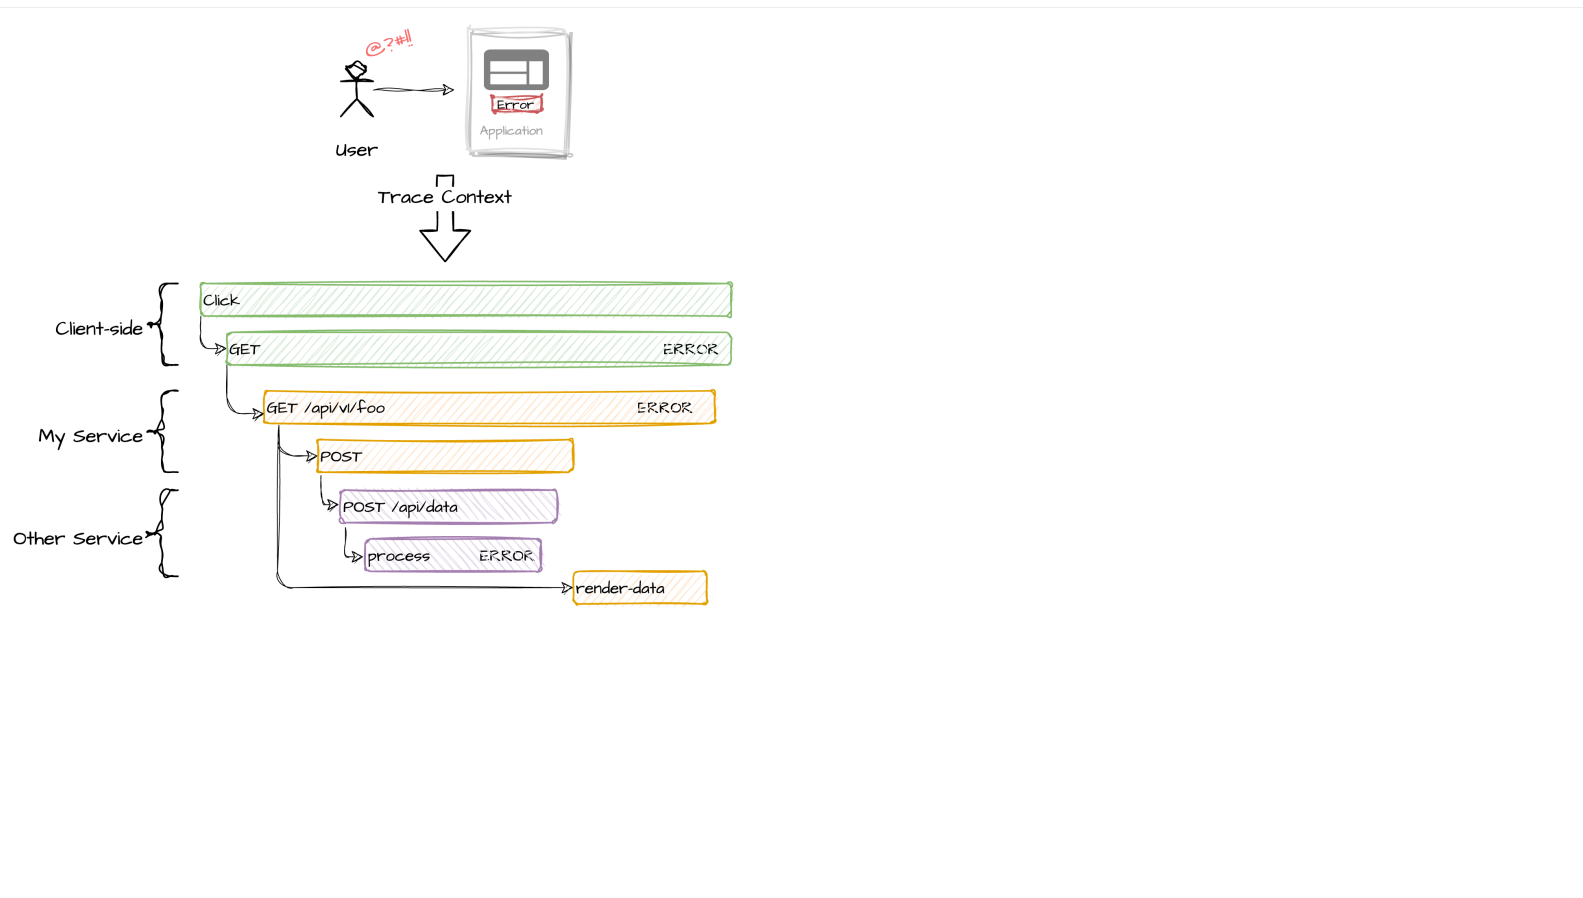 @?#!!
Error
Application
User
Trace Context
Click
Client-side
GET ERROR
GET /api/v1/foo ERROR
My Service
POST
POST /api/data
Other Service
process ERROR
render-data